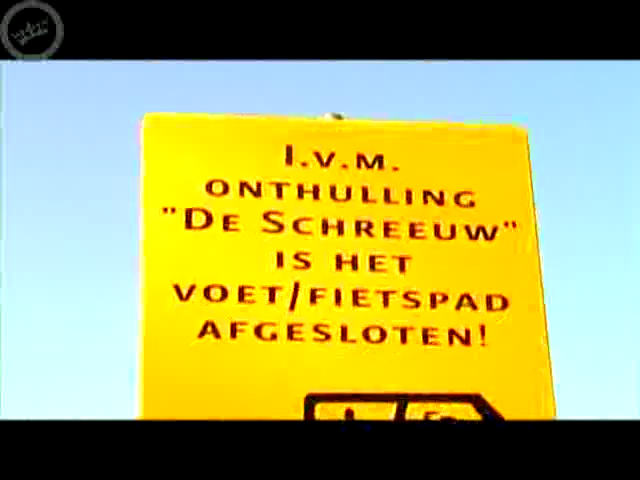 I.V.M.
ONTHULLING
"DE SCHREEUW"
IS HET
VOET/FIETSPAD
AFGESLOTEN!